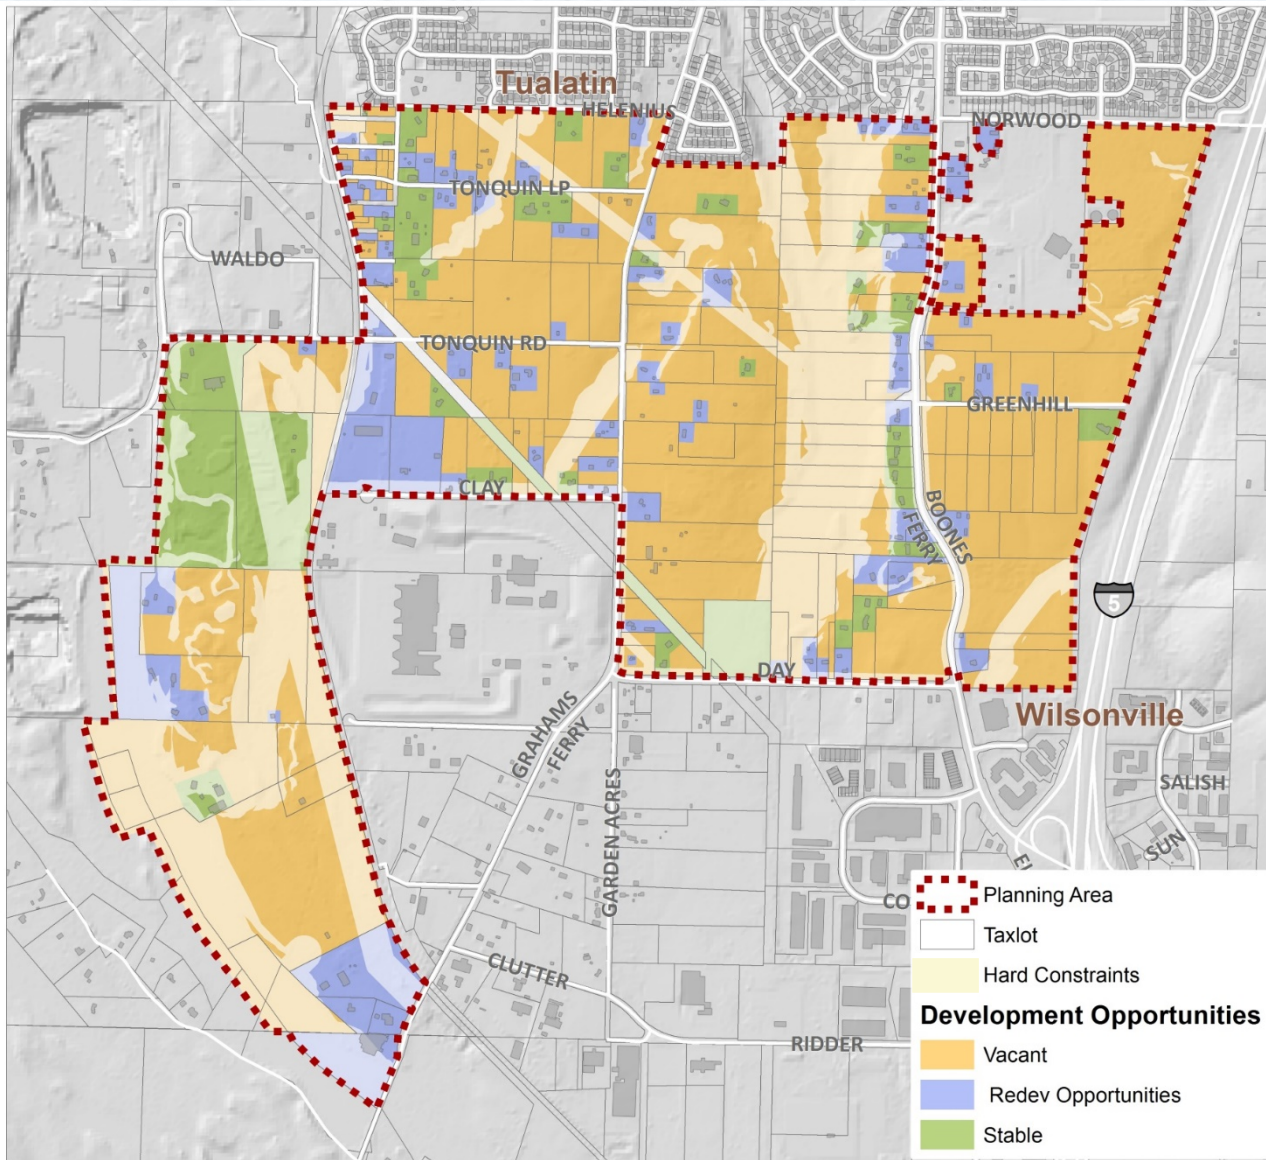 Tualatin
HELENIUS
NORWOOD
TONQUIN LP
WALDO
TONQUIN RD
GREENHILL
CLAY
BOONES
FERRY
5
DAY
Wilsonville
GRAHAMS
FERRY
SALISH
GARDEN ACRES
SUN
CO
CLUTTER
RIDDER
Planning Area
Taxlot
Hard Constraints
Development Opportunities
Vacant
Redev Opportunities
Stable